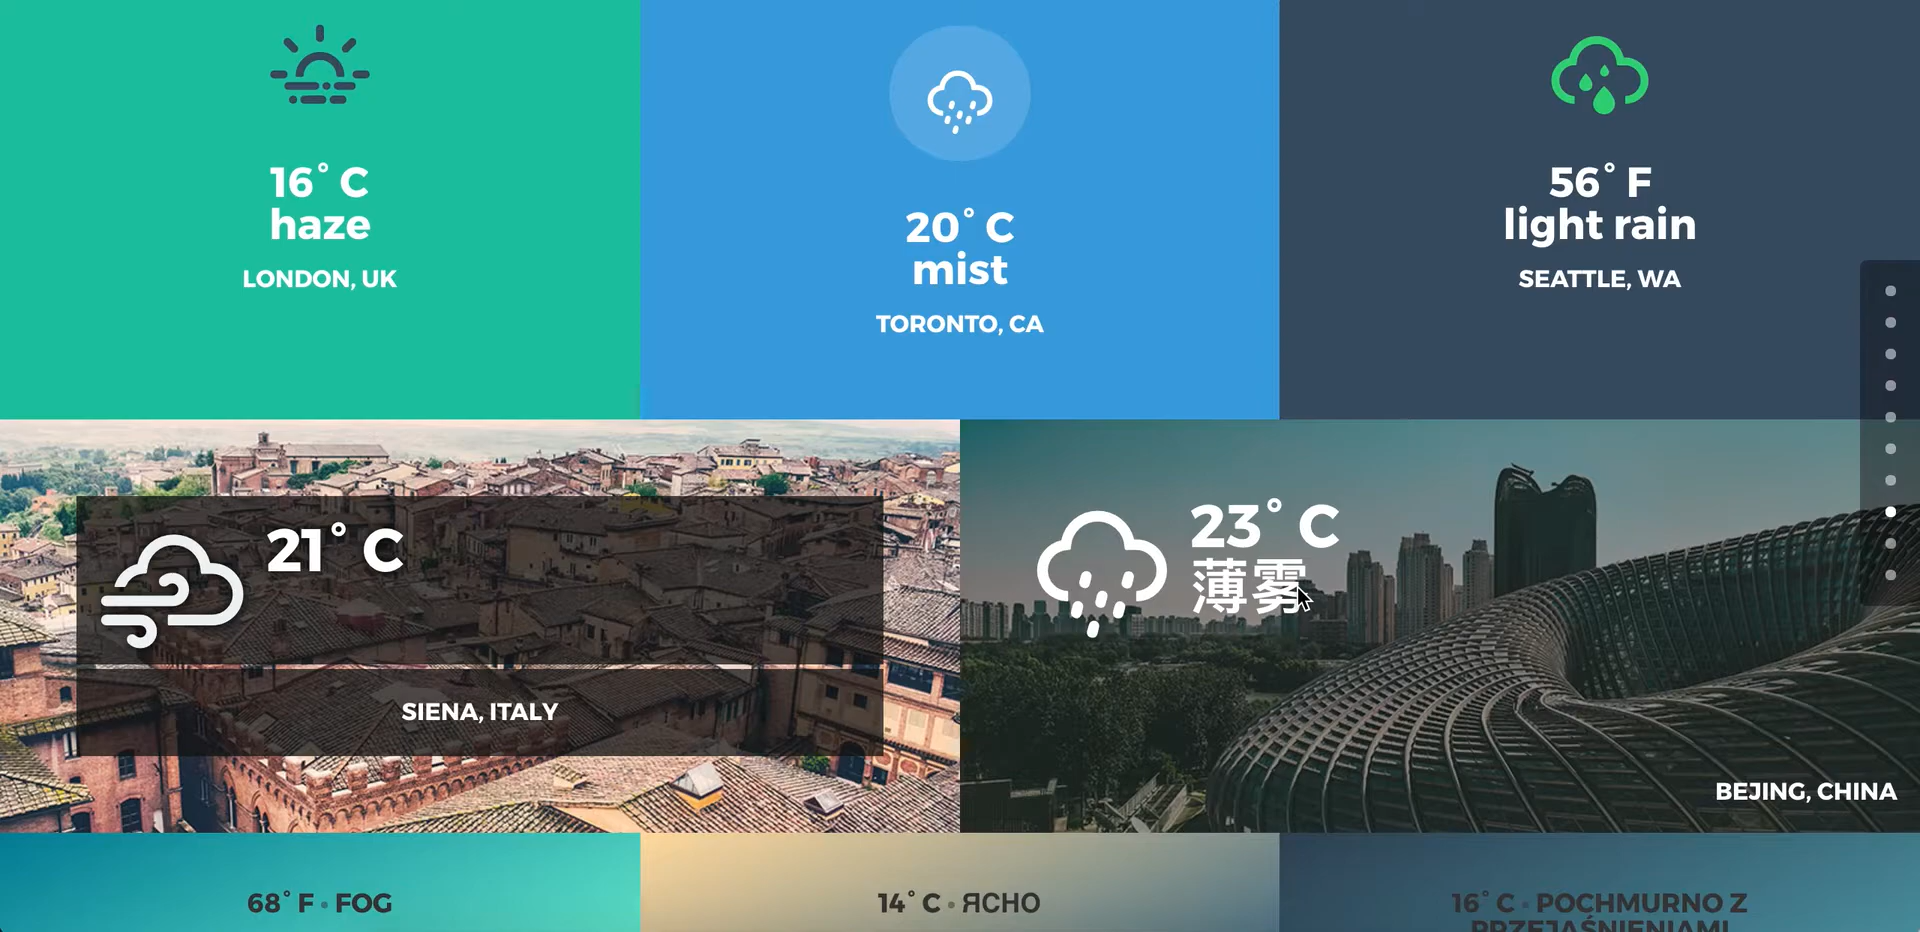 16° C
haze
LONDON, UK
20° C
mist
TORONTO, CA
56° F
light rain
SEATTLE, WA
21° C
SIENA, ITALY
23° C
薄雾
BEJING, CHINA
68° F • FOG
14° C • ЯСНО
16° C • POCHMURNO Z
PRZEJAŚNIENIAMI